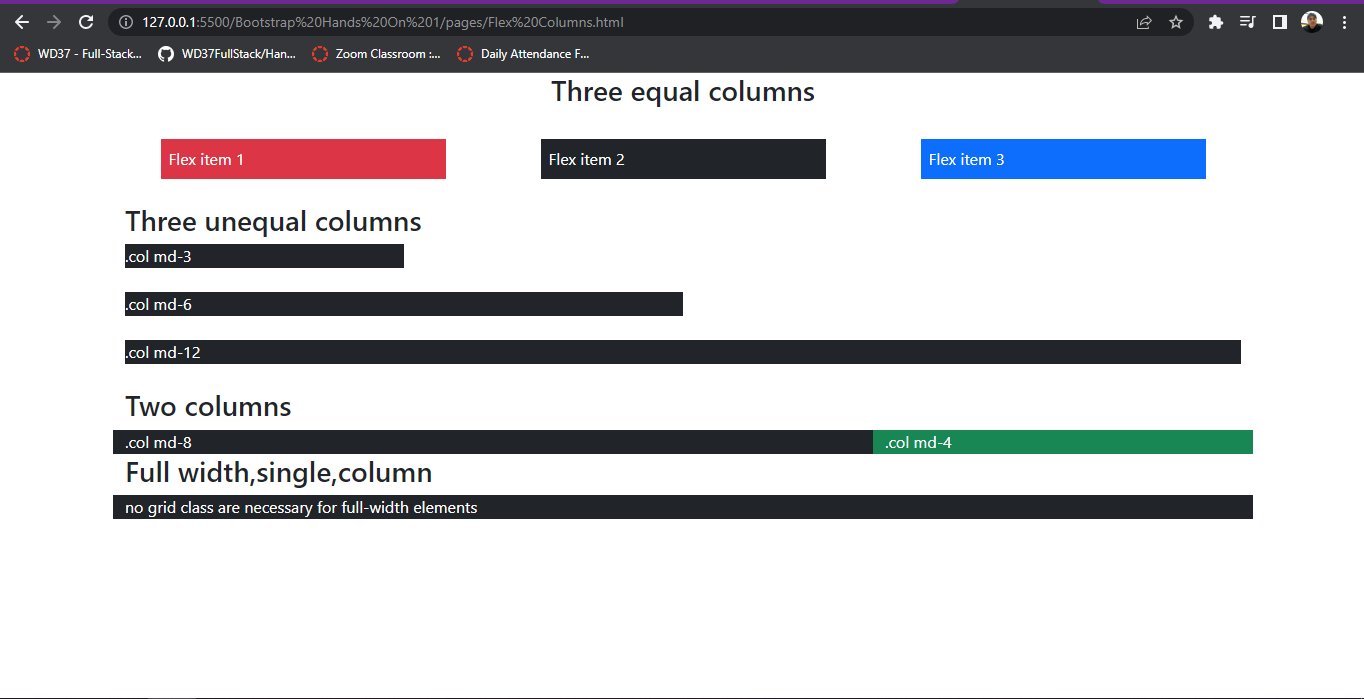 127.0.0.1:5500/Bootstrap%20Hands%20On%201/pages/Flex%20Columns.html
WD37 - Full-Stack... WD37FullStack/Han... Zoom Classroom :... Daily Attendance F...
Three equal columns
Flex item 1 Flex item 2 Flex item 3
Three unequal columns
.col md-3
.col md-6
.col md-12
Two columns
.col md-8 .col md-4
Full width,single,column
no grid class are necessary for full-width elements